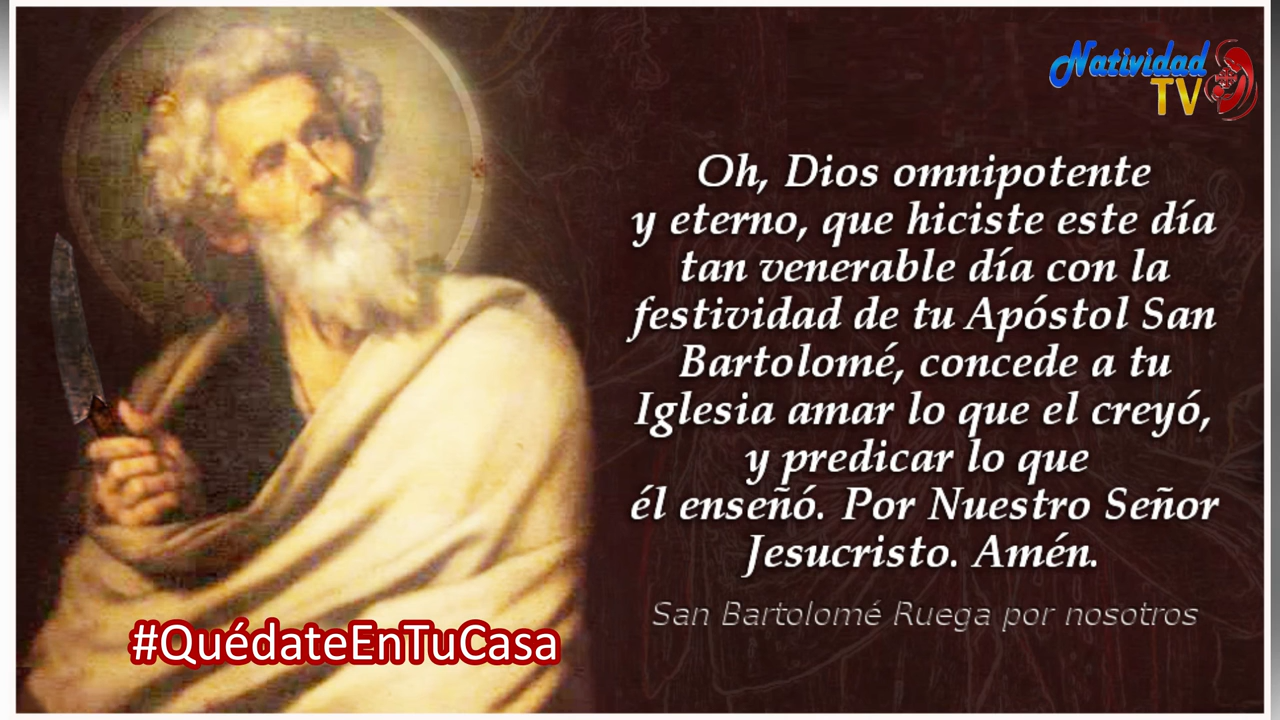 Natividad
TV
Oh, Dios omnipotente
y eterno, que hiciste este día
tan venerable día con la
festividad de tu Apóstol San
Bartolomé, concede a tu
Iglesia amar lo que el creyó,
y predicar lo que
él enseñó. Por Nuestro Señor
Jesucristo. Amén.
San Bartolomé Ruega por nosotros
#QuédateEnTuCasa